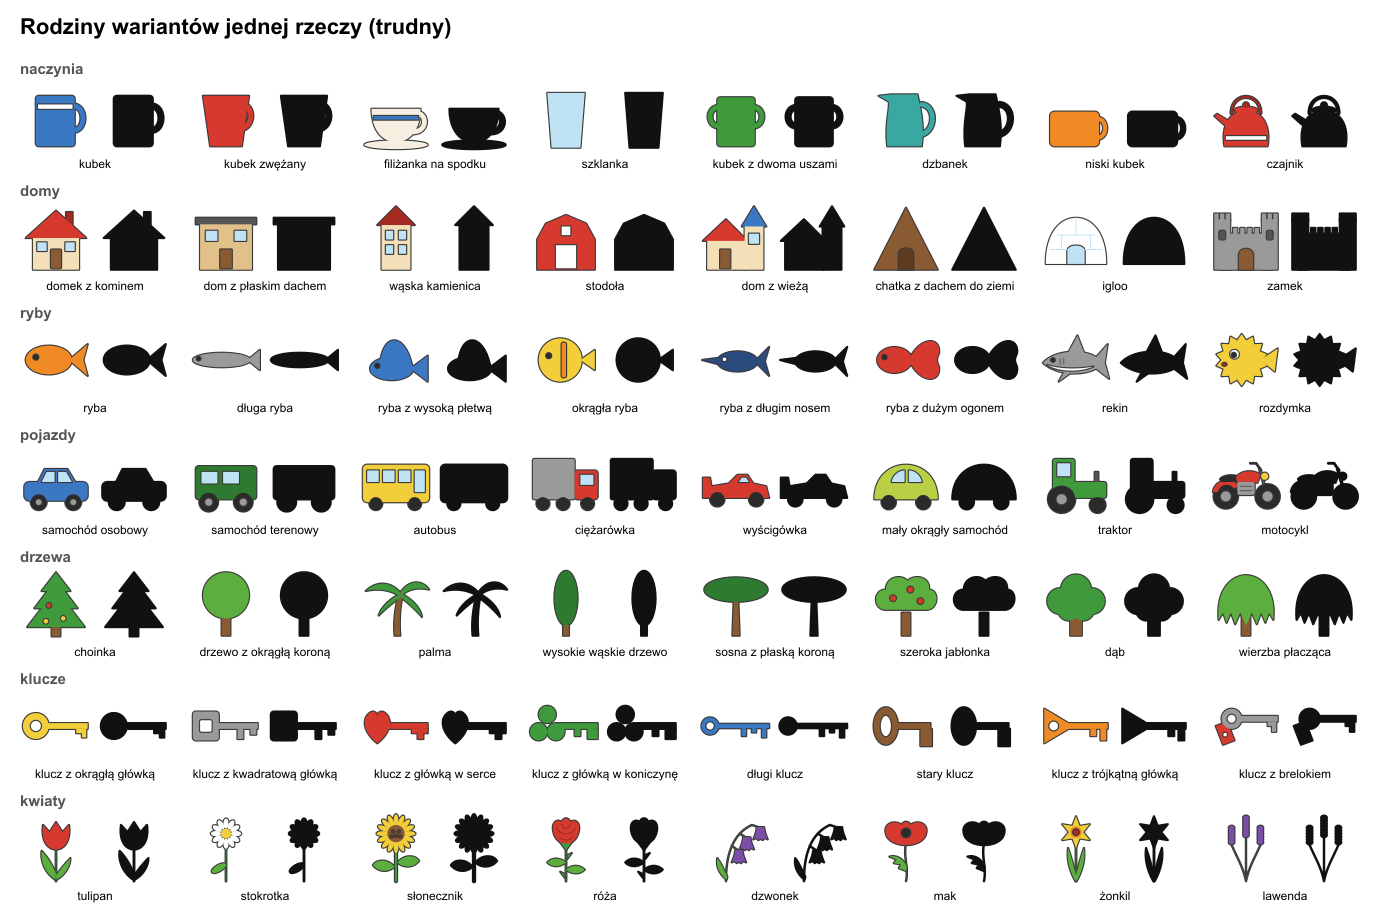 Rodziny wariantów jednej rzeczy (trudny)
naczynia
kubek kubek zwężany filiżanka na spodku szklanka kubek z dwoma uszami dzbanek niski kubek czajnik
domy
domek z kominem dom z płaskim dachem wąska kamienica stodoła dom z wieżą chatka z dachem do ziemi igloo zamek
ryby
ryba długa ryba ryba z wysoką płetwą okrągła ryba ryba z długim nosem ryba z dużym ogonem rekin rozdymka
pojazdy
samochód osobowy samochód terenowy autobus ciężarówka wyścigówka mały okrągły samochód traktor motocykl
drzewa
choinka drzewo z okrągłą koroną palma wysokie wąskie drzewo sosna z płaską koroną szeroka jabłonka dąb wierzba płacząca
klucze
klucz z okrągłą główką klucz z kwadratową główką klucz z główką w serce klucz z główką w koniczynę długi klucz stary klucz klucz z trójkątną główką klucz z brelokiem
kwiaty
tulipan stokrotka słonecznik róża dzwonek mak żonkil lawenda